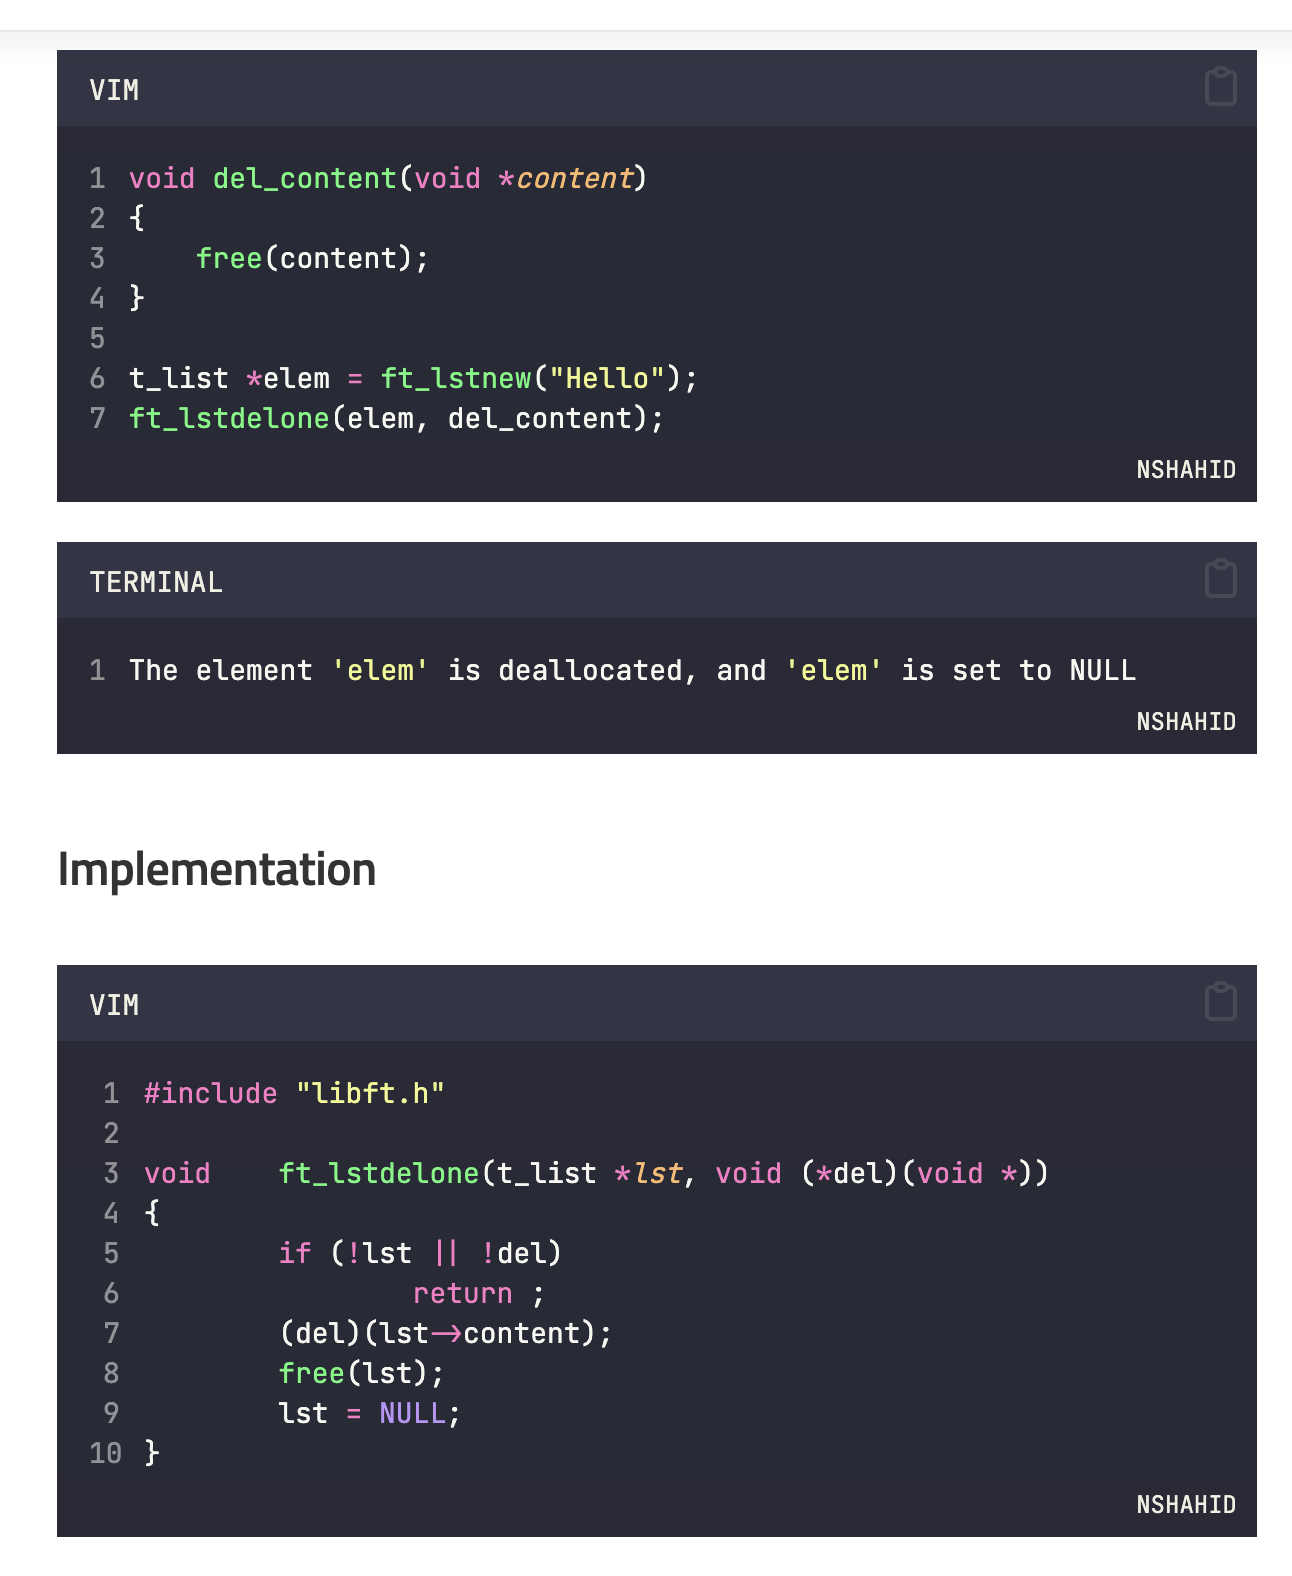 VIM
1 void del_content(void *content)
2 {
3     free(content);
4 }
5
6 t_list *elem = ft_lstnew("Hello");
7 ft_lstdelone(elem, del_content);
NSHAHID
TERMINAL
1 The element 'elem' is deallocated, and 'elem' is set to NULL
NSHAHID
Implementation
VIM
1 #include "libft.h"
2
3 void    ft_lstdelone(t_list *lst, void (*del)(void *))
4 {
5         if (!lst || !del)
6                 return ;
7         (del)(lst->content);
8         free(lst);
9         lst = NULL;
10 }
NSHAHID